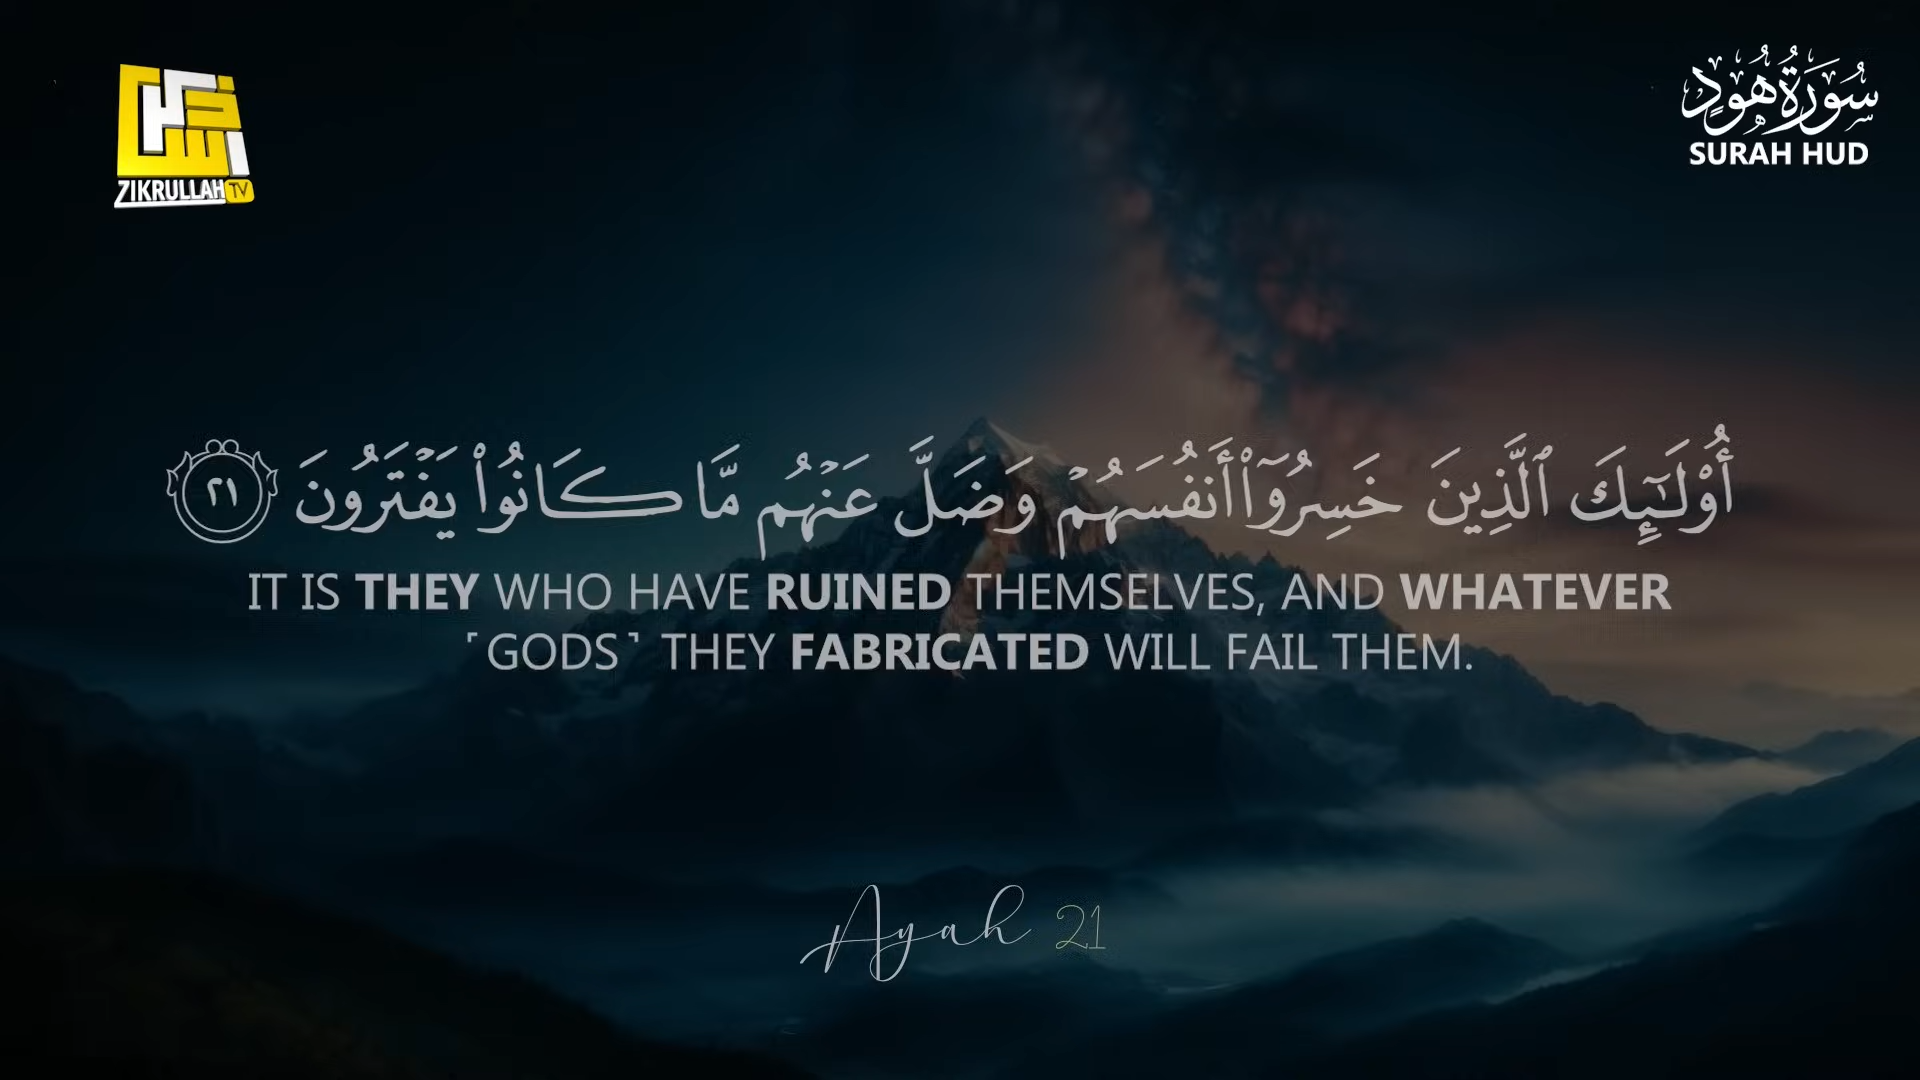 ZIKRULLAH TV
سُورَةُ هُودٍ
SURAH HUD
أُو۟لَـٰٓئِكَ ٱلَّذِينَ خَسِرُوٓا۟ أَنفُسَهُمْ وَضَلَّ عَنْهُم مَّا كَانُوا۟ يَفْتَرُونَ ٢١
IT IS THEY WHO HAVE RUINED THEMSELVES, AND WHATEVER
˹GODS˺ THEY FABRICATED WILL FAIL THEM.
Ayah 21